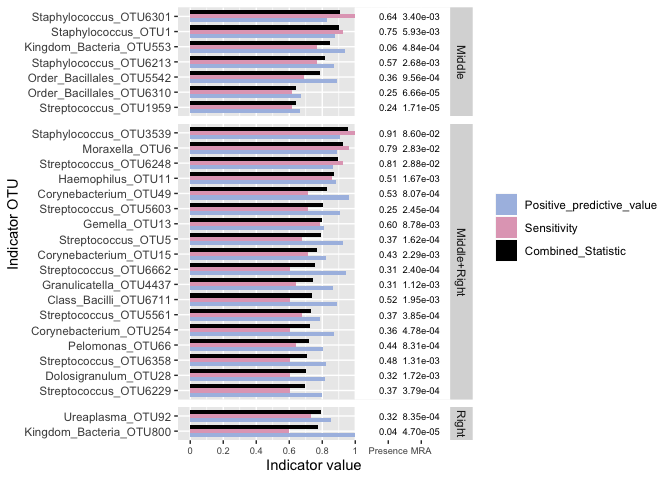 Staphylococcus_OTU6301 0.64 3.40e-03
Staphylococcus_OTU1 0.75 5.93e-03
Kingdom_Bacteria_OTU553 0.06 4.84e-04
Staphylococcus_OTU6213 0.57 2.68e-03
Order_Bacillales_OTU5542 0.36 9.56e-04
Order_Bacillales_OTU6310 0.25 6.66e-05
Streptococcus_OTU1959 0.24 1.71e-05
Middle
Staphylococcus_OTU3539 0.91 8.60e-02
Moraxella_OTU6 0.79 2.83e-02
Streptococcus_OTU6248 0.81 2.88e-02
Haemophilus_OTU11 0.51 1.67e-03
Corynebacterium_OTU49 0.53 8.07e-04
Streptococcus_OTU5603 0.25 2.45e-04
Gemella_OTU13 0.60 8.78e-03
Streptococcus_OTU5 0.37 1.62e-04
Corynebacterium_OTU15 0.43 2.29e-03
Streptococcus_OTU6662 0.31 2.40e-04
Granulicatella_OTU4437 0.31 1.12e-03
Class_Bacilli_OTU6711 0.52 1.95e-03
Streptococcus_OTU5561 0.37 3.85e-04
Corynebacterium_OTU254 0.36 4.78e-04
Pelomonas_OTU66 0.44 8.31e-04
Streptococcus_OTU6358 0.48 1.31e-03
Dolosigranulum_OTU28 0.32 1.72e-03
Streptococcus_OTU6229 0.37 3.79e-04
Middle+Right
Ureaplasma_OTU92 0.32 8.35e-04
Kingdom_Bacteria_OTU800 0.04 4.70e-05
Right
Indicator OTU
0 0.2 0.4 0.6 0.8 1 Presence MRA
Indicator value
Positive_predictive_value
Sensitivity
Combined_Statistic